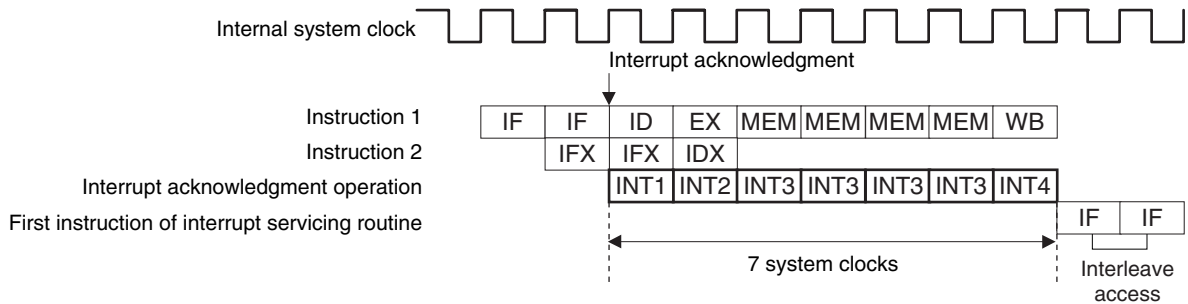 Internal system clock
Interrupt acknowledgment
Instruction 1 IF IF ID EX MEM MEM MEM MEM WB
Instruction 2 IFX IFX IDX
Interrupt acknowledgment operation INT1 INT2 INT3 INT3 INT3 INT3 INT4
First instruction of interrupt servicing routine IF IF
7 system clocks
Interleave
access